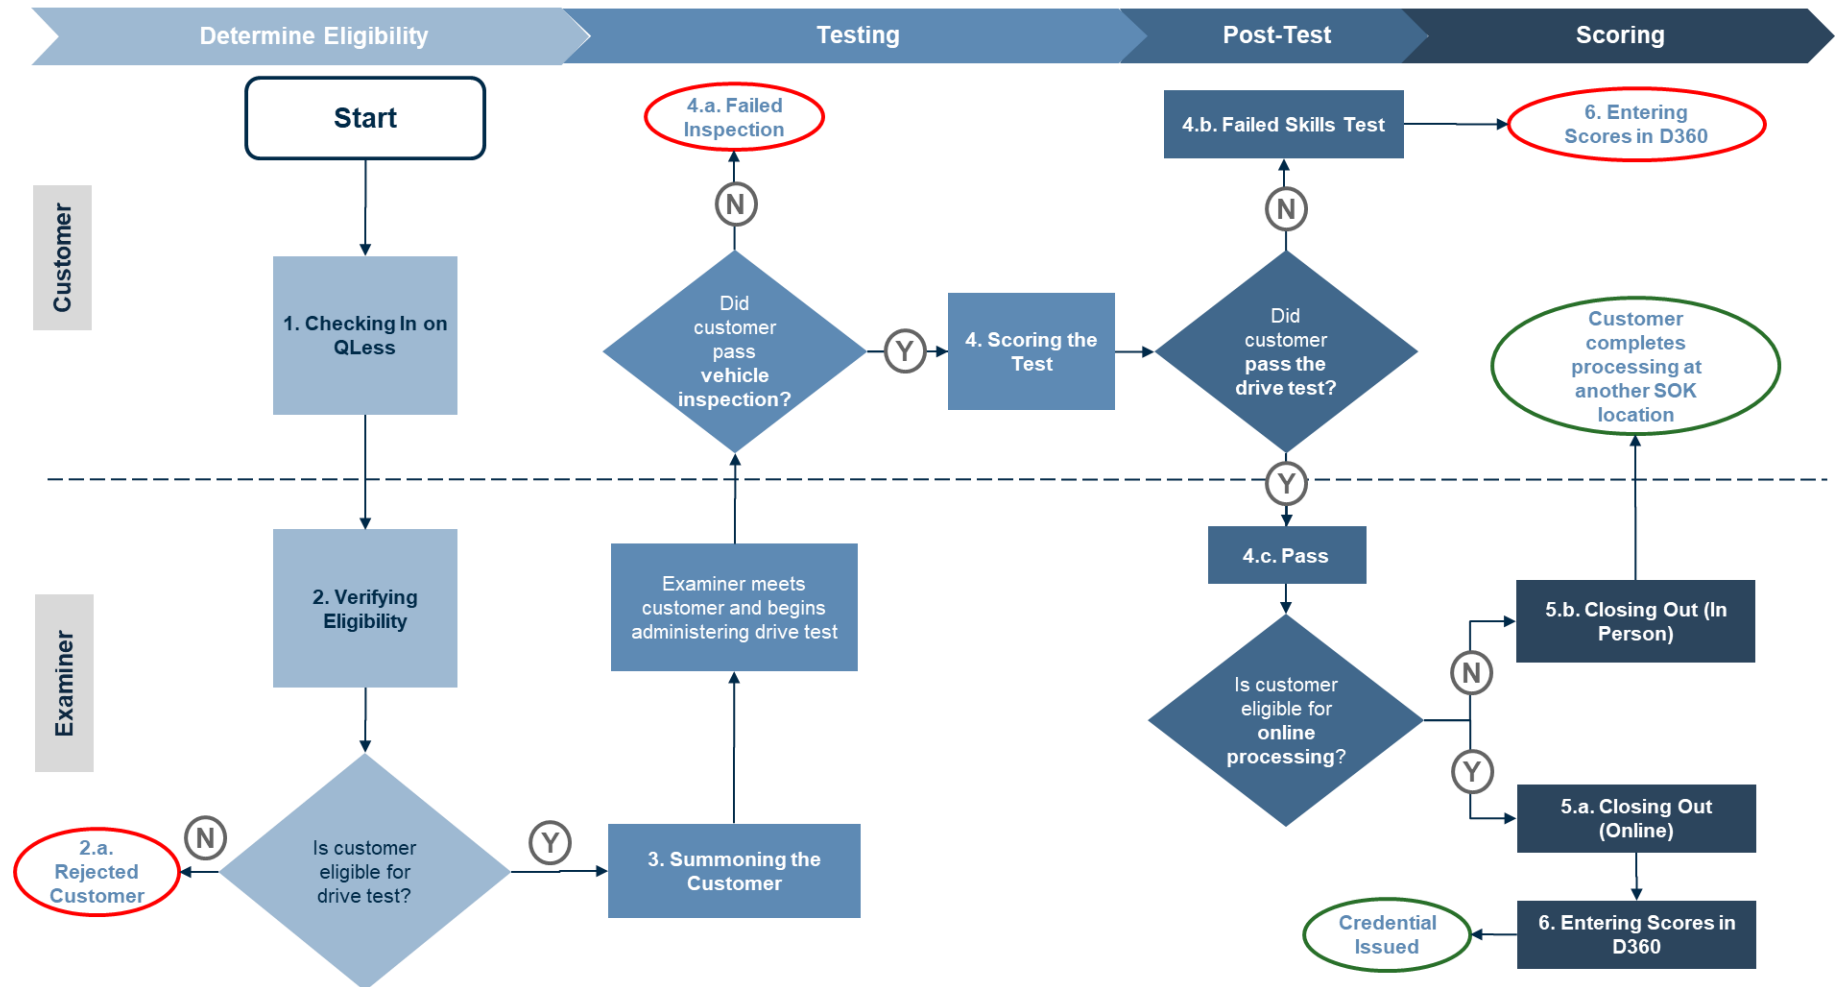 Determine Eligibility
Testing
Post-Test
Scoring
Customer
Start
4.a. Failed
Inspection
4.b. Failed Skills Test
6. Entering
Scores in D360
N
N
1. Checking In on
QLess
Did
customer
pass
vehicle
inspection?
Y
4. Scoring the
Test
Did
customer
pass the
drive test?
Customer
completes
processing at
another SOK
location
Y
Examiner
2. Verifying
Eligibility
Examiner meets
customer and begins
administering drive test
4.c. Pass
5.b. Closing Out (In
Person)
N
Is customer
eligible for
online
processing?
Y
5.a. Closing Out
(Online)
N
2.a.
Rejected
Customer
Is customer
eligible for
drive test?
Y
3. Summoning the
Customer
Credential
Issued
6. Entering Scores in
D360